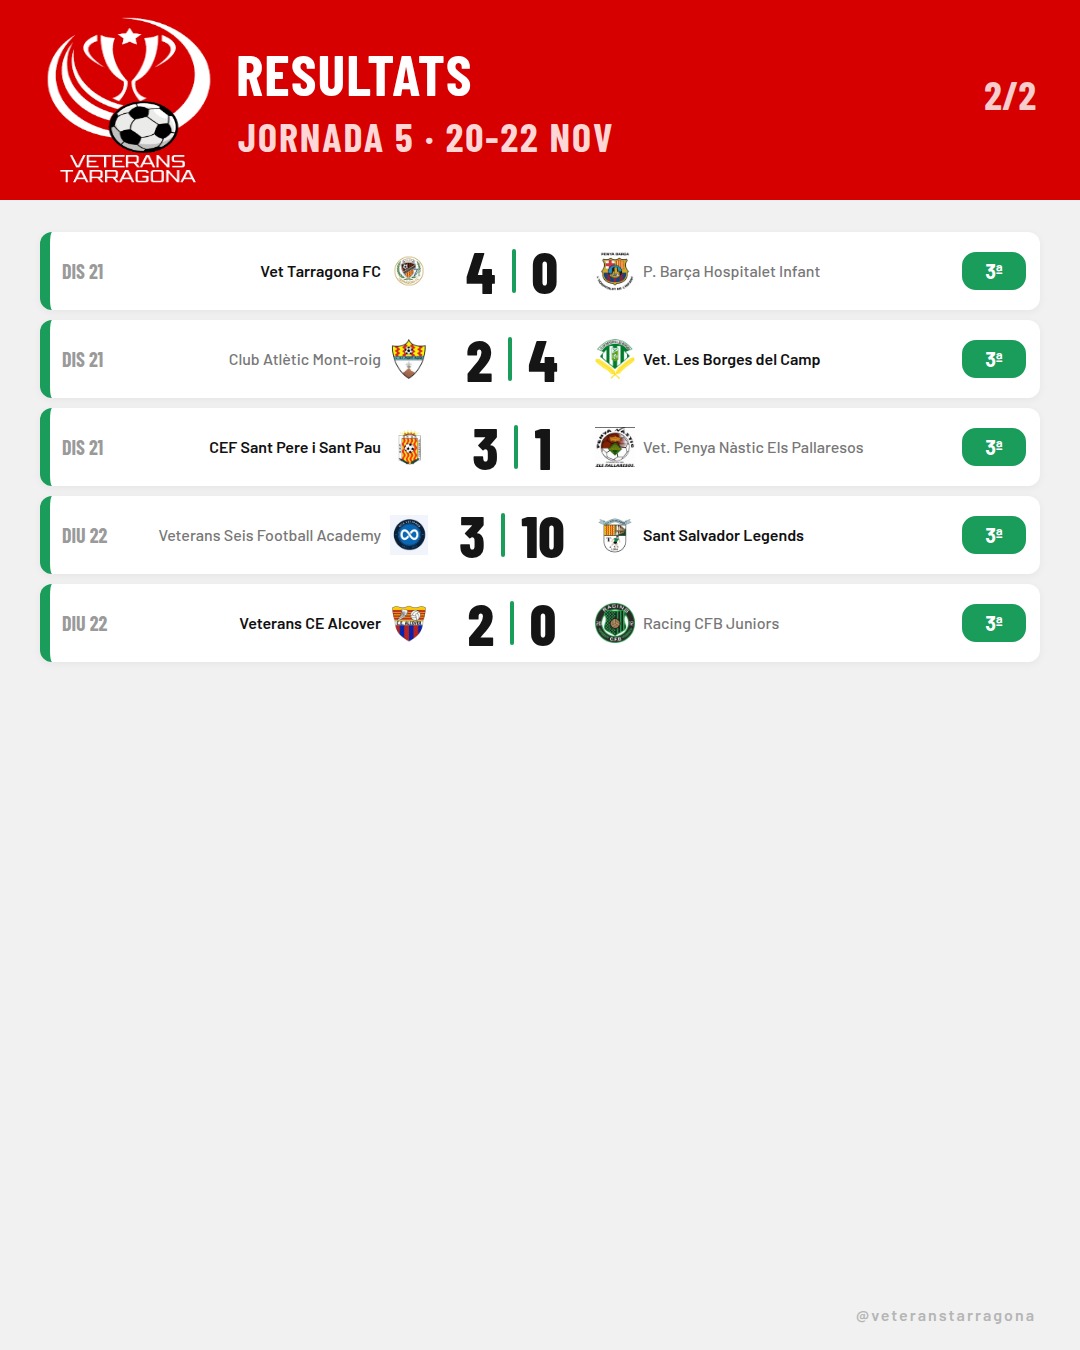 VETERANS
TARRAGONA
RESULTATS
JORNADA 5 · 20-22 NOV
2/2
DIS 21 Vet Tarragona FC 4 | 0 P. Barça Hospitalet Infant 3ª
DIS 21 Club Atlètic Mont-roig 2 | 4 Vet. Les Borges del Camp 3ª
DIS 21 CEF Sant Pere i Sant Pau 3 | 1 Vet. Penya Nàstic Els Pallaresos 3ª
DIU 22 Veterans Seis Football Academy 3 | 10 Sant Salvador Legends 3ª
DIU 22 Veterans CE Alcover 2 | 0 Racing CFB Juniors 3ª
@veteranstarragona